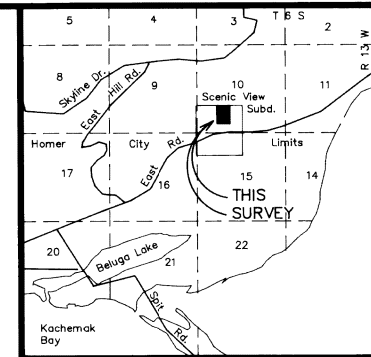 5 4 3 T 6 S 2
R 13 W
8 9 10 11
Skyline Dr.
East Hill Rd.
Scenic View
Subd.
Homer City Limits
East Rd.
17 16 15 14
THIS
SURVEY
20 21 22
Beluga Lake
Spit Rd.
Kachemak
Bay